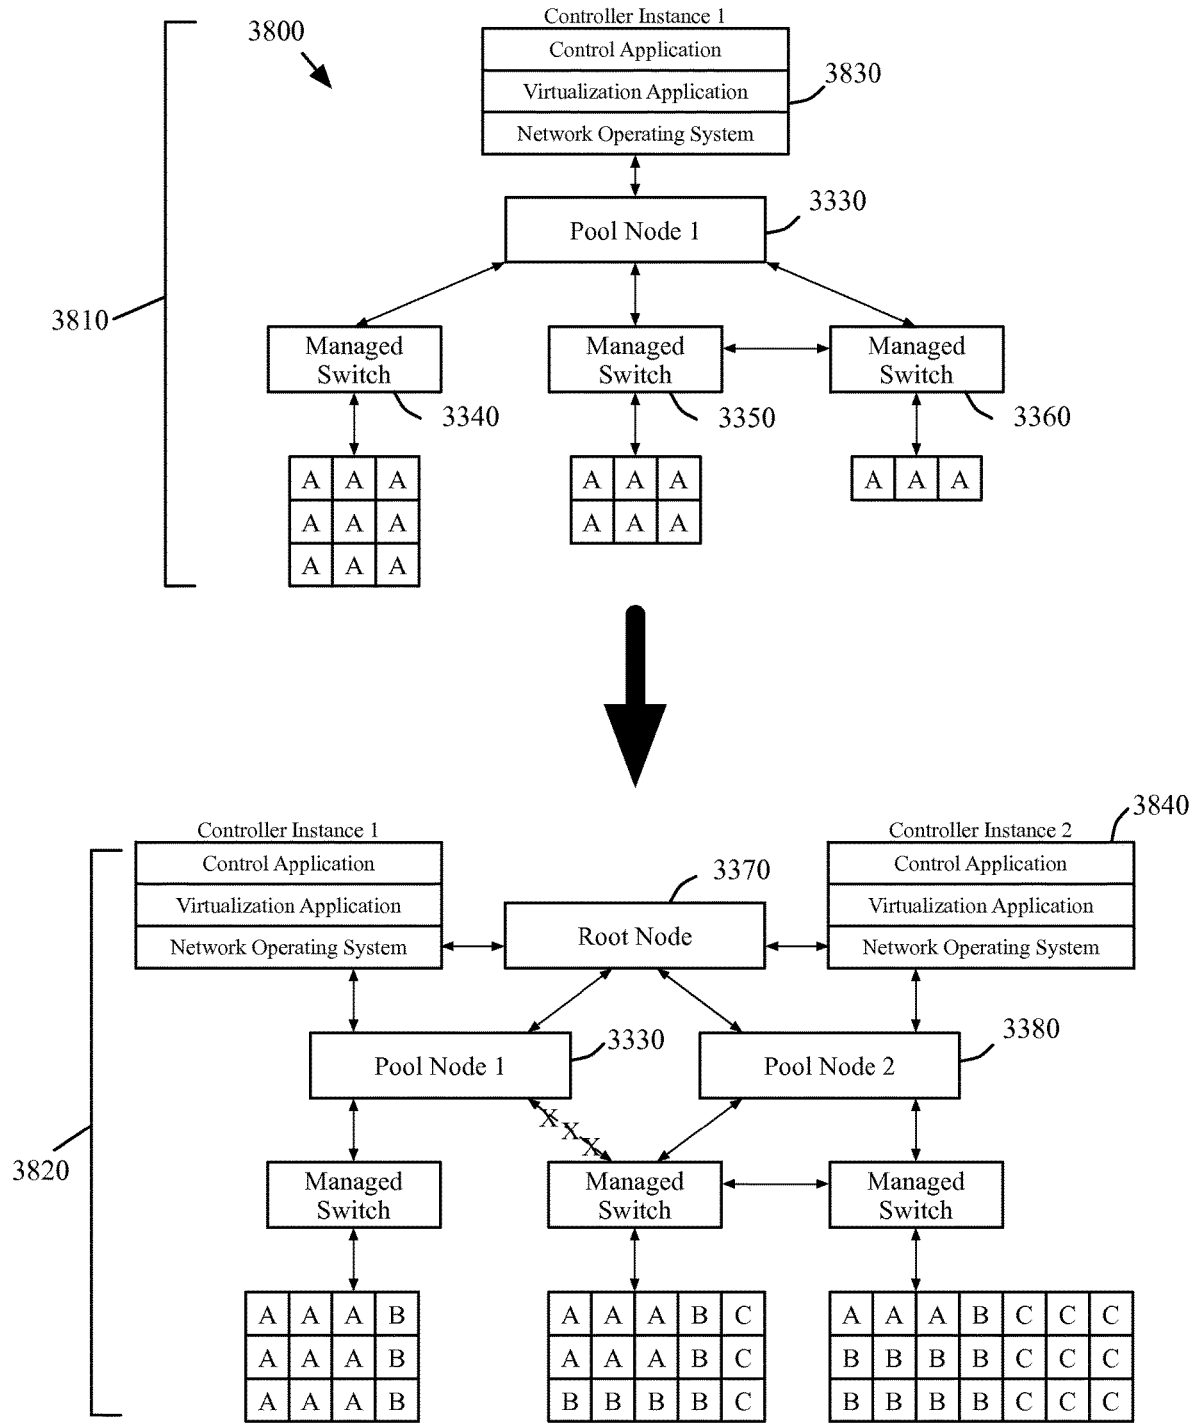 Controller Instance 1
3800
Control Application
3830
Virtualization Application
Network Operating System
3330
Pool Node 1
3810
Managed Switch
Managed Switch
Managed Switch
3340
3350
3360
A A A
A A A
A A A
A A A
A A A
A A A
3840
Controller Instance 1
Controller Instance 2
Control Application
Control Application
3370
Virtualization Application
Virtualization Application
Root Node
Network Operating System
Network Operating System
3330
3380
Pool Node 1
Pool Node 2
X
X
X
3820
Managed Switch
Managed Switch
Managed Switch
A A A B
A A A B C
A A A B C C C
A A A B
A A A B C
B B B B C C C
A A A B
B B B B C
B B B B C C C